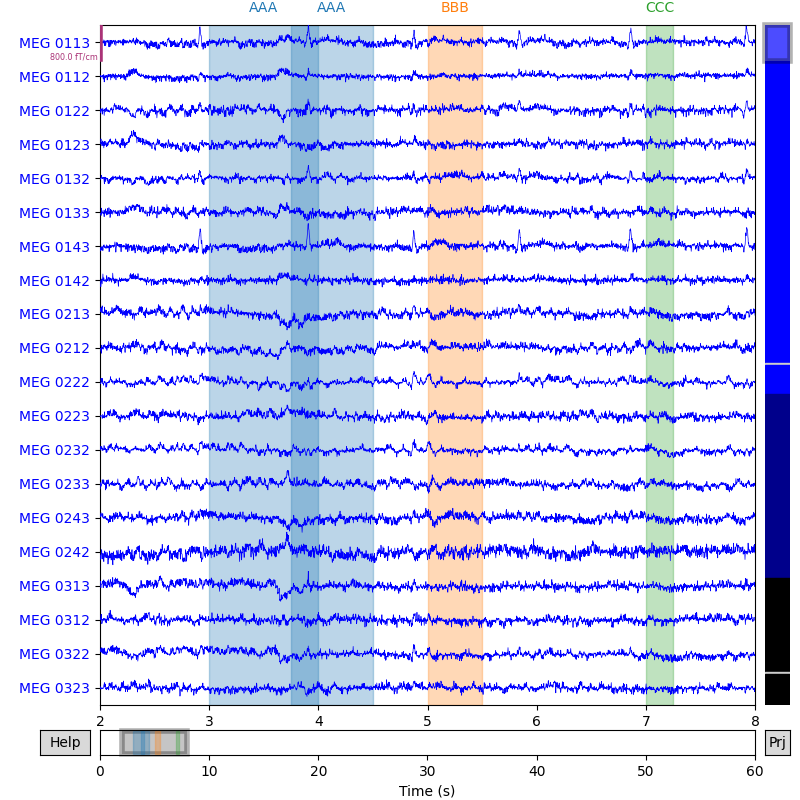 AAA AAA BBB CCC
MEG 0113
800.0 fT/cm
MEG 0112
MEG 0122
MEG 0123
MEG 0132
MEG 0133
MEG 0143
MEG 0142
MEG 0213
MEG 0212
MEG 0222
MEG 0223
MEG 0232
MEG 0233
MEG 0243
MEG 0242
MEG 0313
MEG 0312
MEG 0322
MEG 0323
2 3 4 5 6 7 8
Help Prj
0 10 20 30 40 50 60
Time (s)